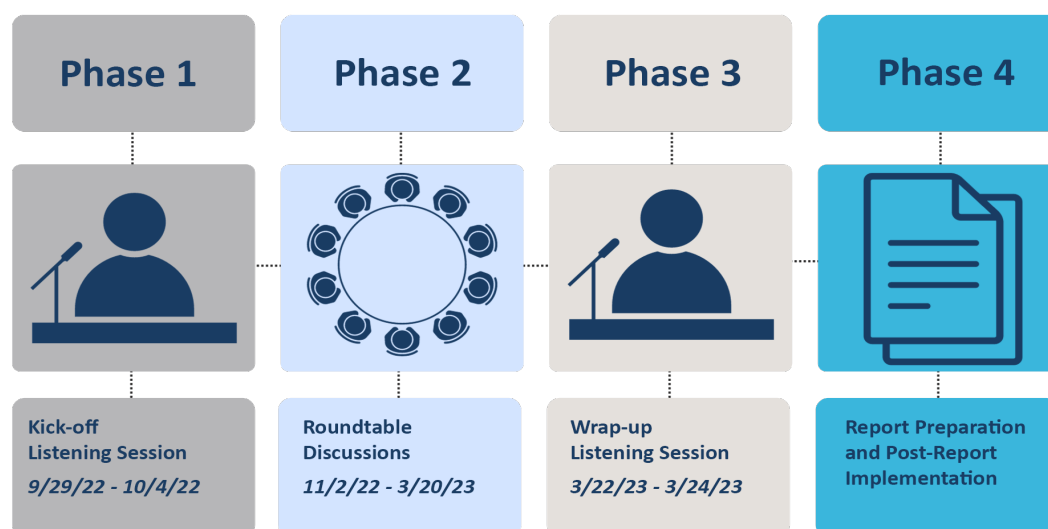 Phase 1
Phase 2
Phase 3
Phase 4
Kick-off
Listening Session
9/29/22 - 10/4/22
Roundtable
Discussions
11/2/22 - 3/20/23
Wrap-up
Listening Session
3/22/23 - 3/24/23
Report Preparation
and Post-Report
Implementation